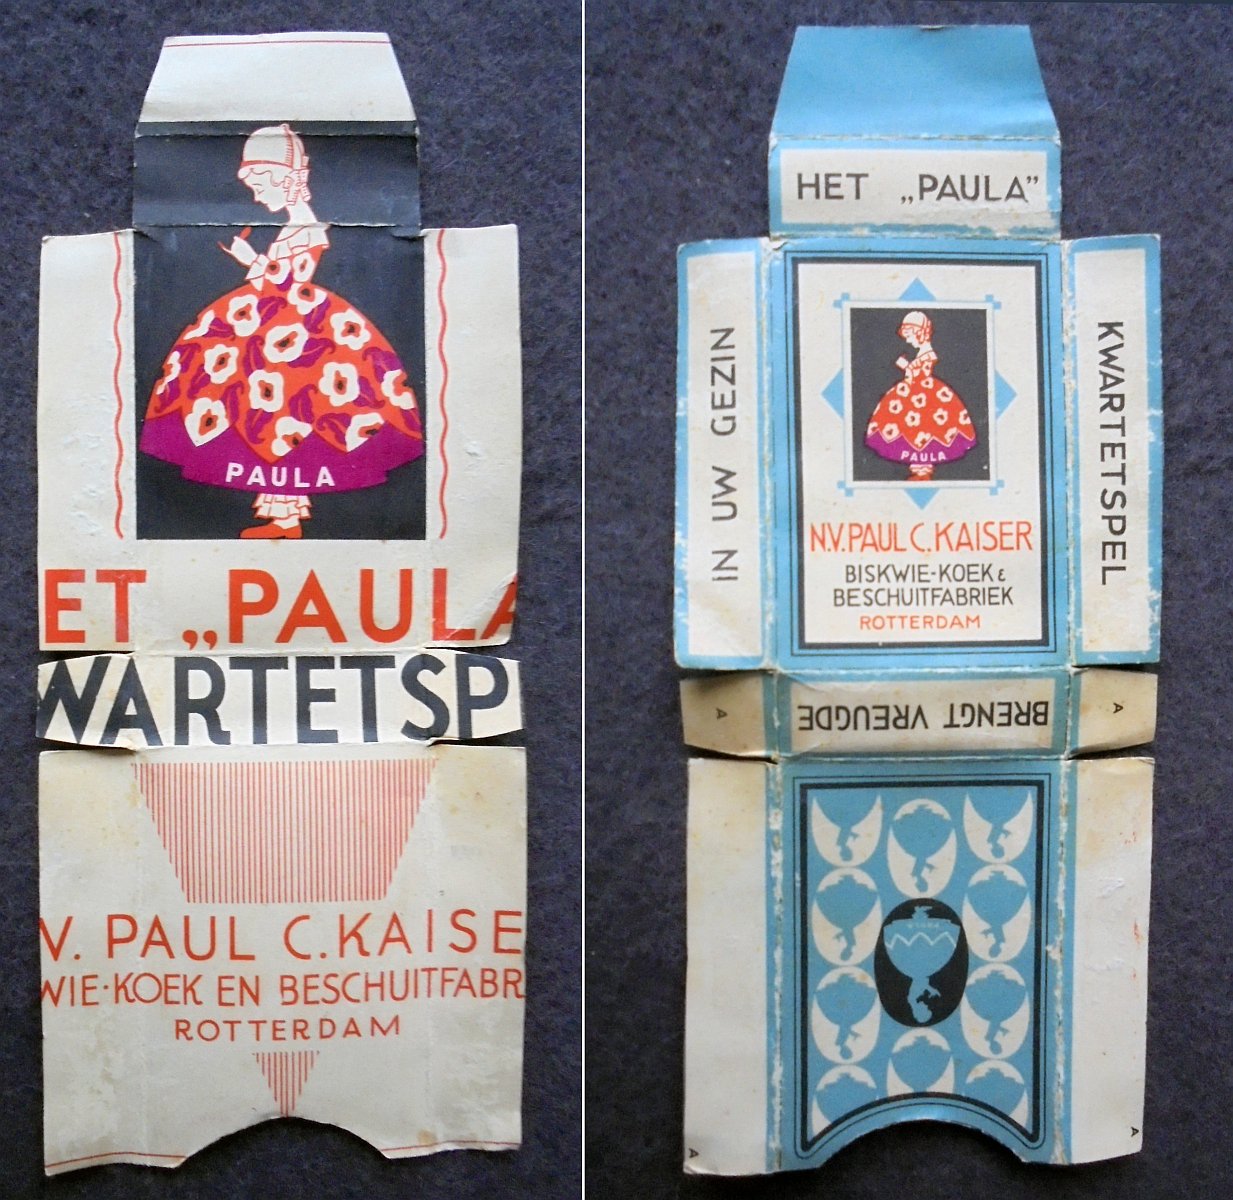 PAULA
ET „PAULA
WARTETSP
V. PAUL C. KAISE
WIE-KOEK EN BESCHUITFABR
ROTTERDAM
HET „PAULA”
IN UW GEZIN
KWARTETSPEL
PAULA
N.V. PAUL C. KAISER
BISKWIE-KOEK &
BESCHUITFABRIEK
ROTTERDAM
A
BRENGT VREUGDE
A
PAULA
A
A